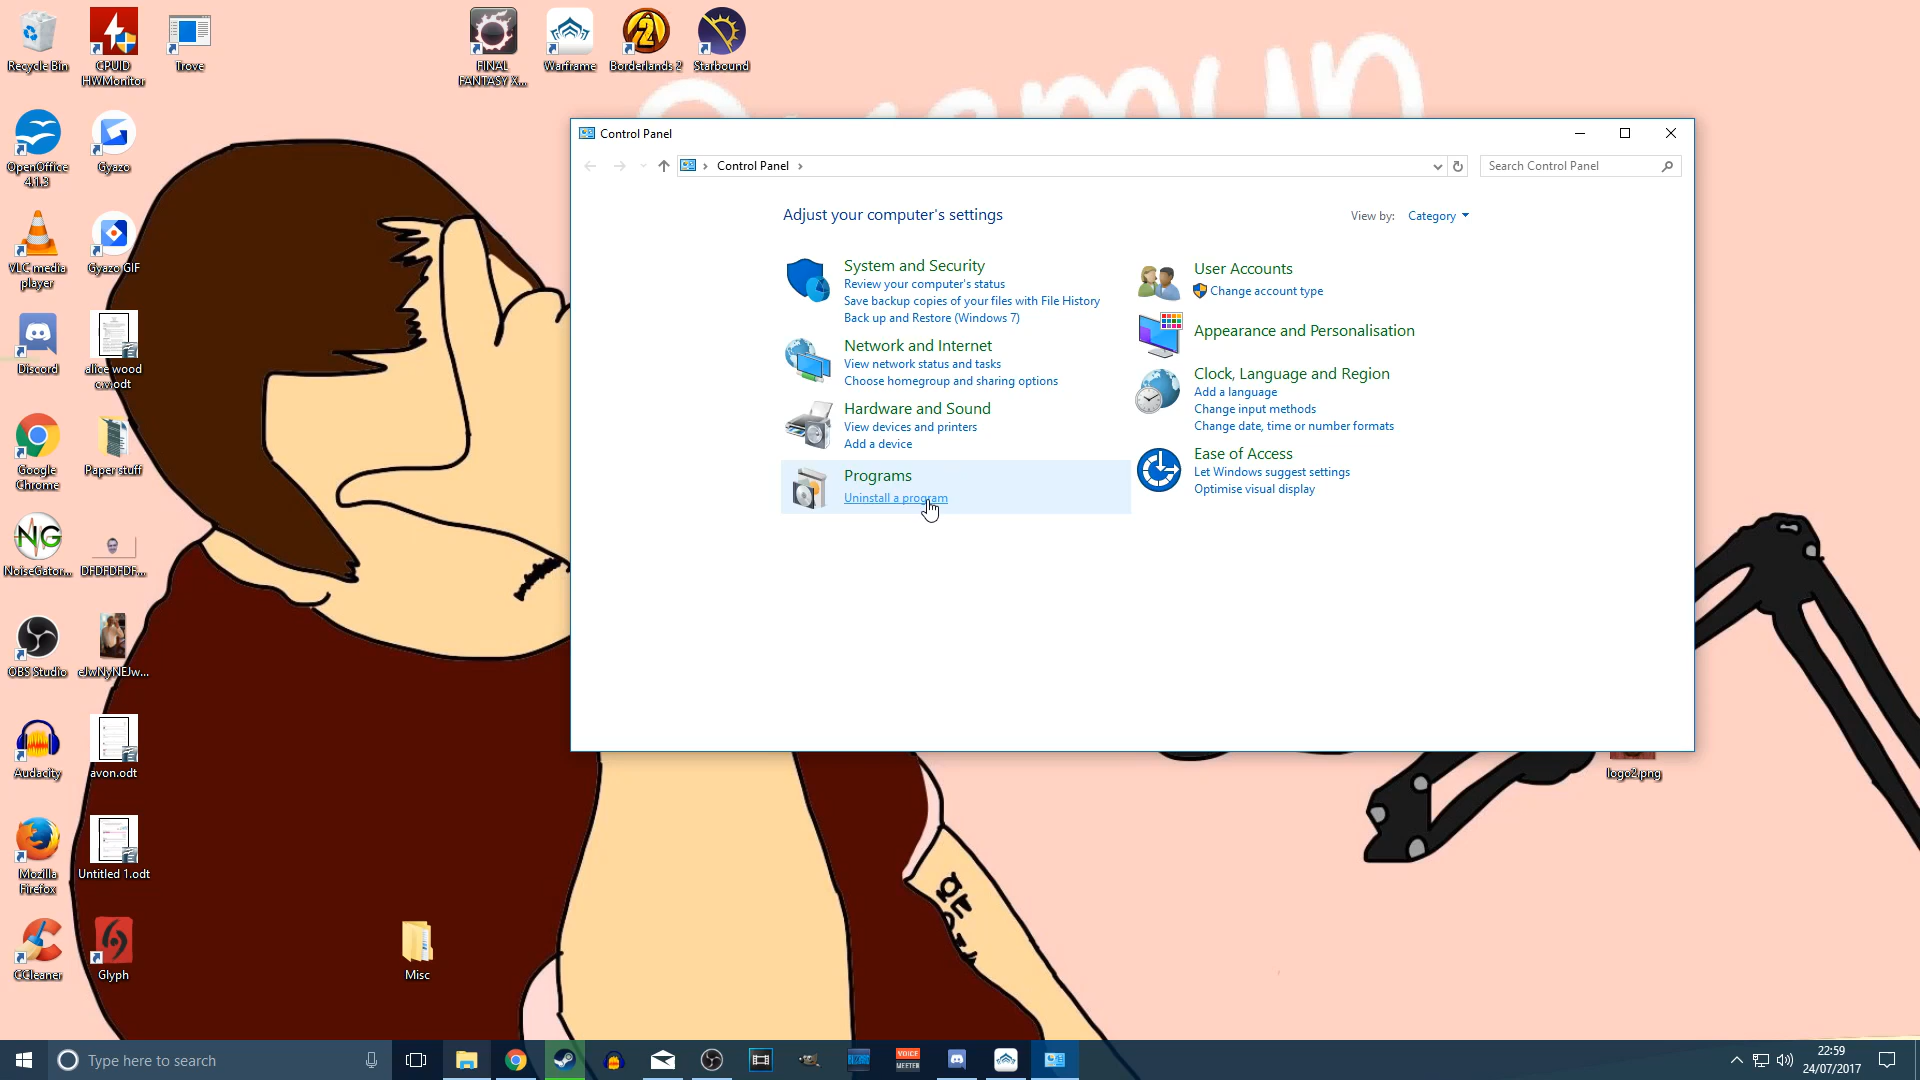 Recycle Bin
CPUID
HWMonitor
Trove
FINAL
FANTASY X...
Warframe
Borderlands 2
Starbound
OpenOffice
4.1.3
Gyazo
VLC media
player
Gyazo GIF
Discord
alice wood
cv.odt
Google
Chrome
Paper stuff
NoiseGator...
DFDFDFDF...
OBS Studio
eJwNyNEJw...
Audacity
avon.odt
Mozilla
Firefox
Untitled 1.odt
CCleaner
Glyph
Misc
logo2.png
Control Panel
Control Panel
Search Control Panel
Adjust your computer's settings
View by: Category
System and Security
Review your computer's status
Save backup copies of your files with File History
Back up and Restore (Windows 7)
Network and Internet
View network status and tasks
Choose homegroup and sharing options
Hardware and Sound
View devices and printers
Add a device
Programs
Uninstall a program
User Accounts
Change account type
Appearance and Personalisation
Clock, Language and Region
Add a language
Change input methods
Change date, time or number formats
Ease of Access
Let Windows suggest settings
Optimise visual display
Type here to search
VOICE
MEETER
22:59
24/07/2017